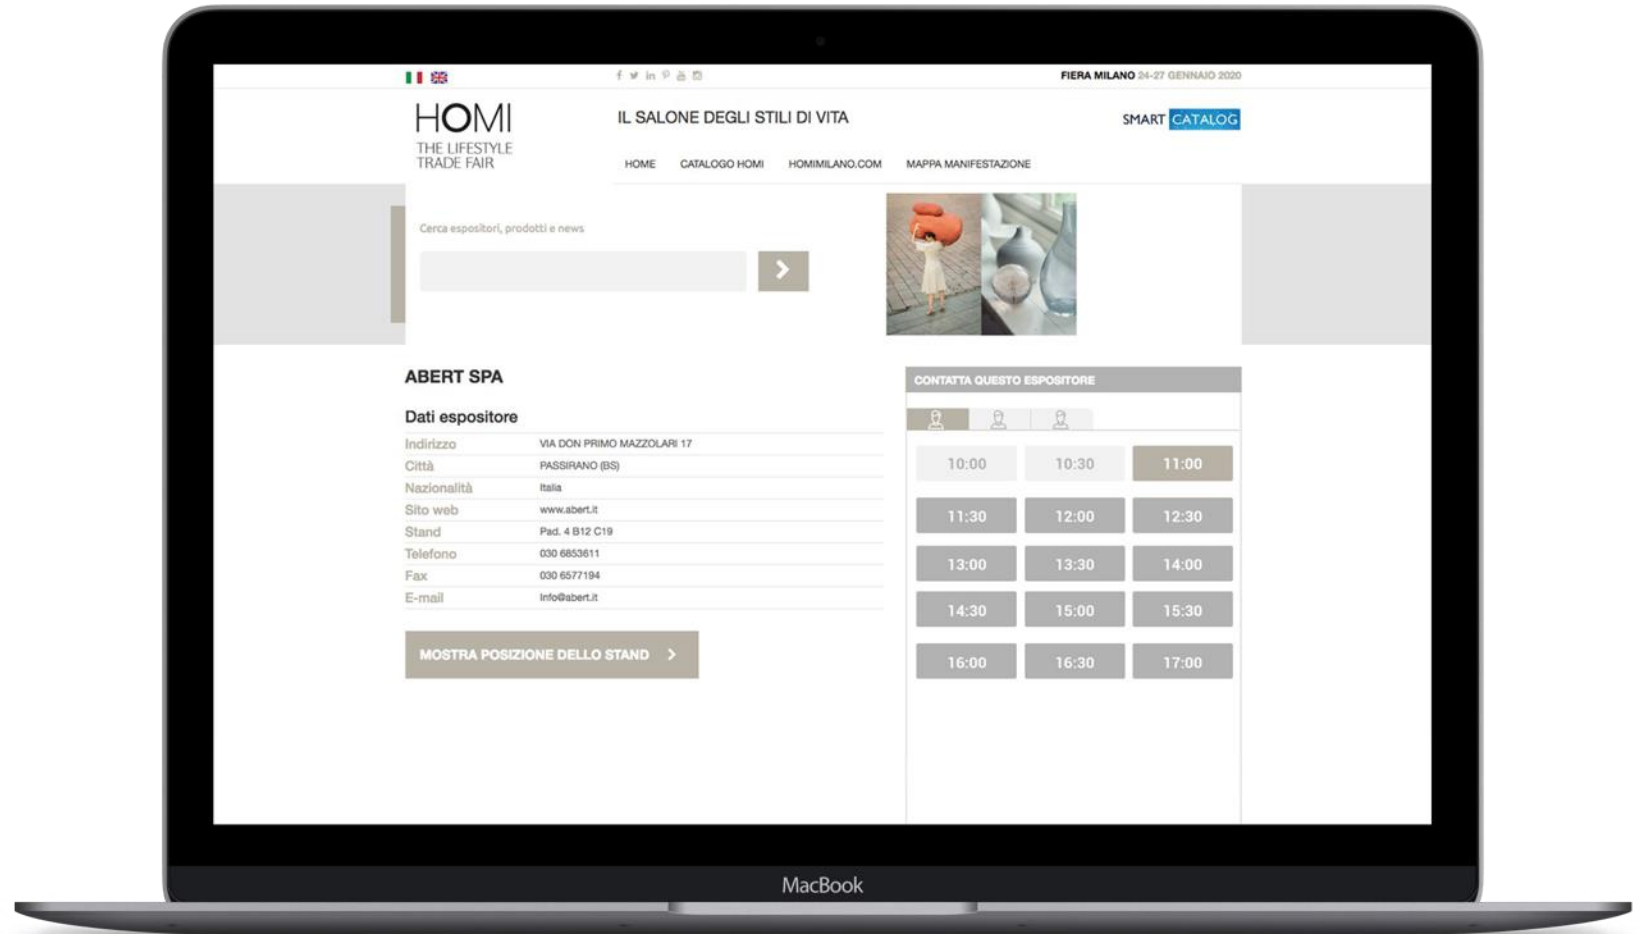 FIERA MILANO 24-27 GENNAIO 2020
HOMI
THE LIFESTYLE
TRADE FAIR
IL SALONE DEGLI STILI DI VITA
SMART CATALOG
HOME CATALOGO HOMI HOMIMILANO.COM MAPPA MANIFESTAZIONE
Cerca espositori, prodotti e news
ABERT SPA
Dati espositore
Indirizzo VIA DON PRIMO MAZZOLARI 17
Città PASSIRANO (BS)
Nazionalità Italia
Sito web www.abert.it
Stand Pad. 4 B12 C19
Telefono 030 6853611
Fax 030 6577194
E-mail Info@abert.it
MOSTRA POSIZIONE DELLO STAND
CONTATTA QUESTO ESPOSITORE
10:00 10:30 11:00
11:30 12:00 12:30
13:00 13:30 14:00
14:30 15:00 15:30
16:00 16:30 17:00
MacBook